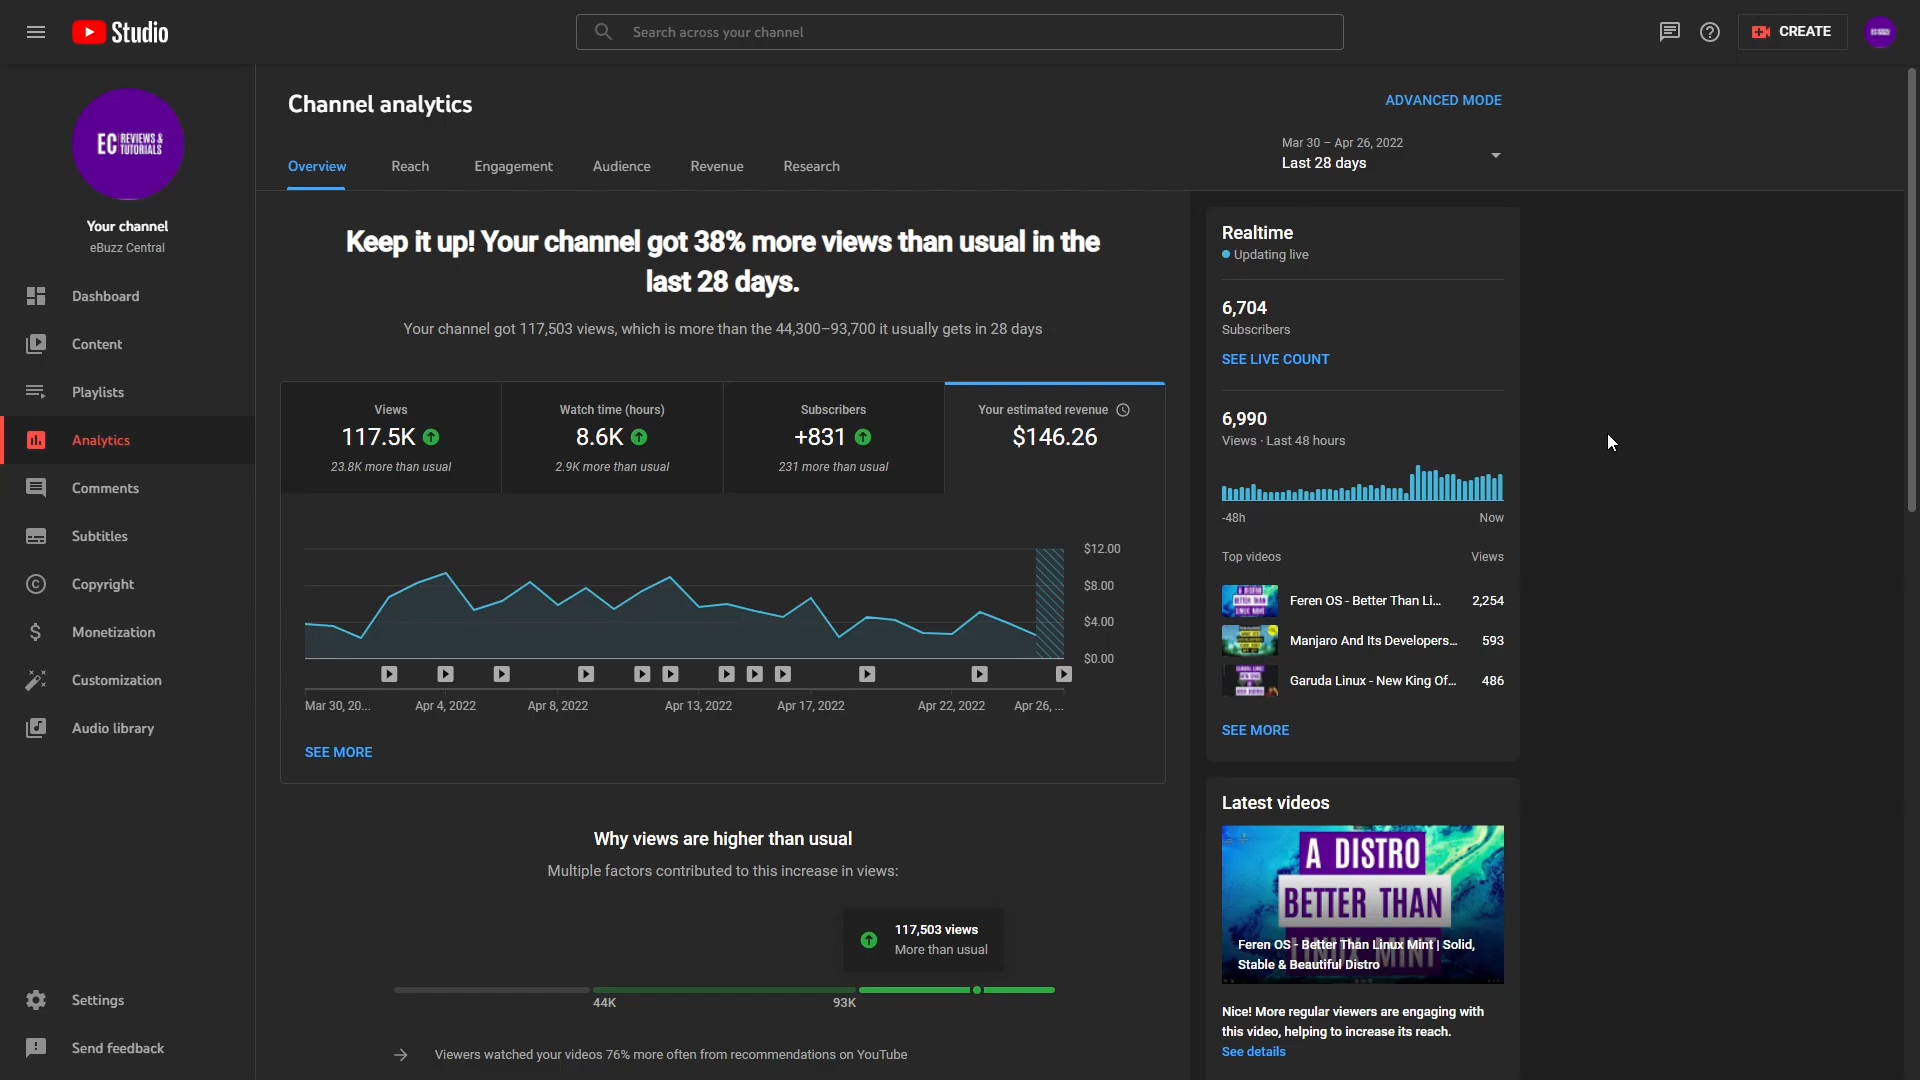 Studio
Search across your channel
CREATE
EC REVIEWS & TUTORIALS
Your channel
eBuzz Central
Dashboard
Content
Playlists
Analytics
Comments
Subtitles
Copyright
Monetization
Customization
Audio library
Settings
Send feedback
Channel analytics
ADVANCED MODE
Mar 30 – Apr 26, 2022
Last 28 days
Overview Reach Engagement Audience Revenue Research
Keep it up! Your channel got 38% more views than usual in the
last 28 days.
Your channel got 117,503 views, which is more than the 44,300–93,700 it usually gets in 28 days
Views
117.5K
23.8K more than usual
Watch time (hours)
8.6K
2.9K more than usual
Subscribers
+831
231 more than usual
Your estimated revenue
$146.26
$12.00
$8.00
$4.00
$0.00
Mar 30, 20... Apr 4, 2022 Apr 8, 2022 Apr 13, 2022 Apr 17, 2022 Apr 22, 2022 Apr 26, ...
SEE MORE
Why views are higher than usual
Multiple factors contributed to this increase in views:
117,503 views
More than usual
44K 93K
Viewers watched your videos 76% more often from recommendations on YouTube
Realtime
Updating live
6,704
Subscribers
SEE LIVE COUNT
6,990
Views · Last 48 hours
-48h Now
Top videos Views
Feren OS - Better Than Li... 2,254
Manjaro And Its Developers... 593
Garuda Linux - New King Of... 486
SEE MORE
Latest videos
A DISTRO
BETTER THAN
LINUX MINT
Feren OS - Better Than Linux Mint | Solid,
Stable & Beautiful Distro
Nice! More regular viewers are engaging with
this video, helping to increase its reach.
See details